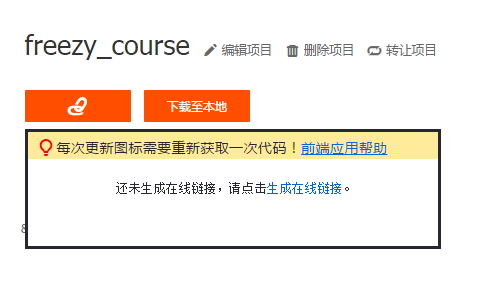 freezy_course 编辑项目 删除项目 转让项目
下载至本地
每次更新图标需要重新获取一次代码！前端应用帮助
还未生成在线链接，请点击生成在线链接。